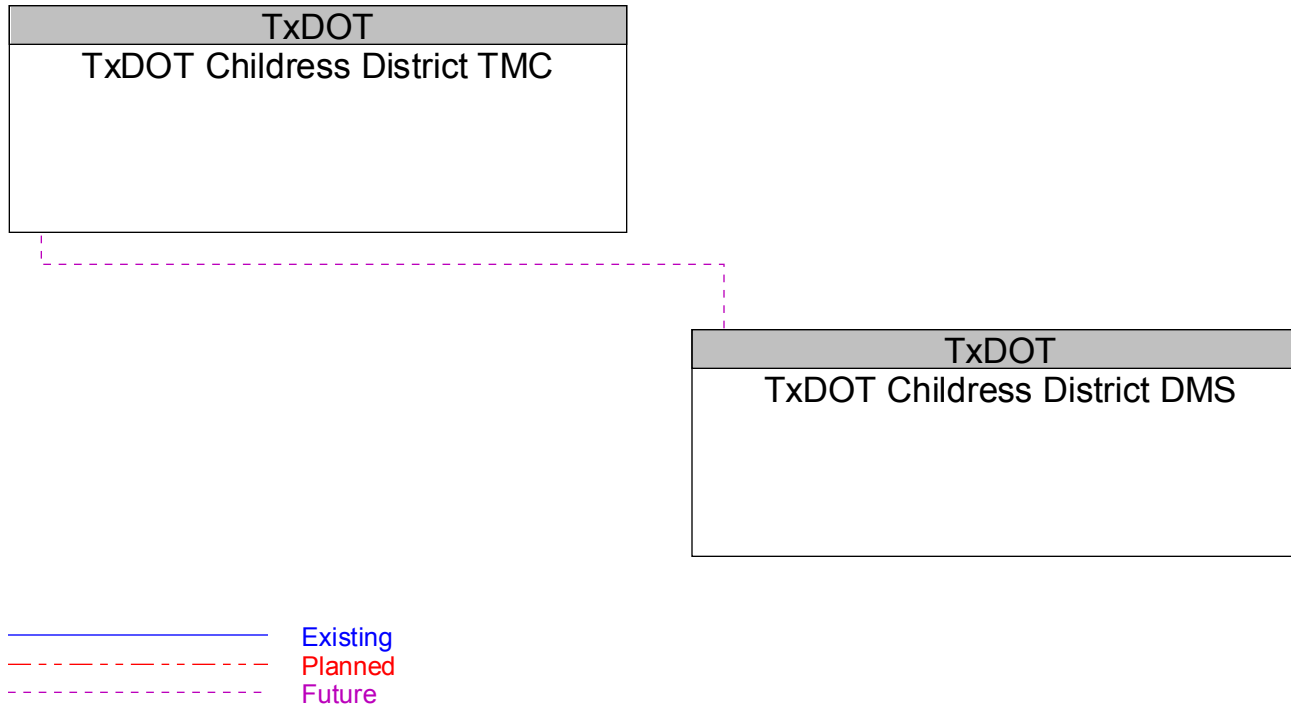 TxDOT
TxDOT Childress District TMC
TxDOT
TxDOT Childress District DMS
Existing
Planned
Future